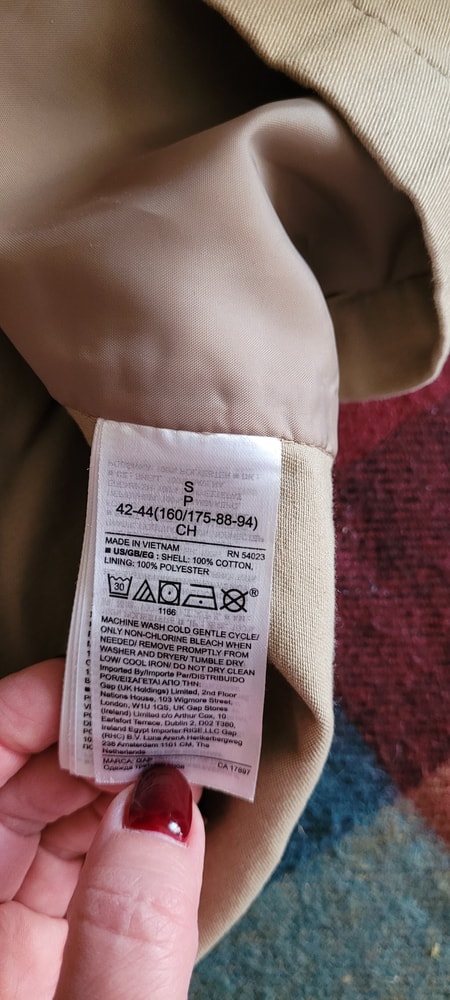 S
P
42-44(160/175-88-94)
CH
MADE IN VIETNAM RN 54023
■ US/GB/EG : SHELL: 100% COTTON,
LINING: 100% POLYESTER
30
®
1166
MACHINE WASH COLD GENTLE CYCLE/
ONLY NON-CHLORINE BLEACH WHEN
NEEDED/ REMOVE PROMPTLY FROM
WASHER AND DRYER/ TUMBLE DRY
LOW/ COOL IRON/ DO NOT DRY CLEAN
Imported By/Importe Par/DISTRIBUIDO
POR/ΕΙΣΑΓΕΤΑΙ ΑΠΟ ΤΗΝ:
Gap (UK Holdings) Limited, 2nd Floor
Nations House, 103 Wigmore Street,
London, W1U 1QS, UK Gap Stores
(Ireland) Limited c/o Arthur Cox, 10
Earlsfort Terrace, Dublin 2, D02 T380,
Ireland Egypt Importer:RIGE,LLC Gap
(RHC) B.V. Luna ArenA Herikerbergweg
238 Amsterdam 1101 CM, The
Netherlands
MARCA: GAP
CA 17897